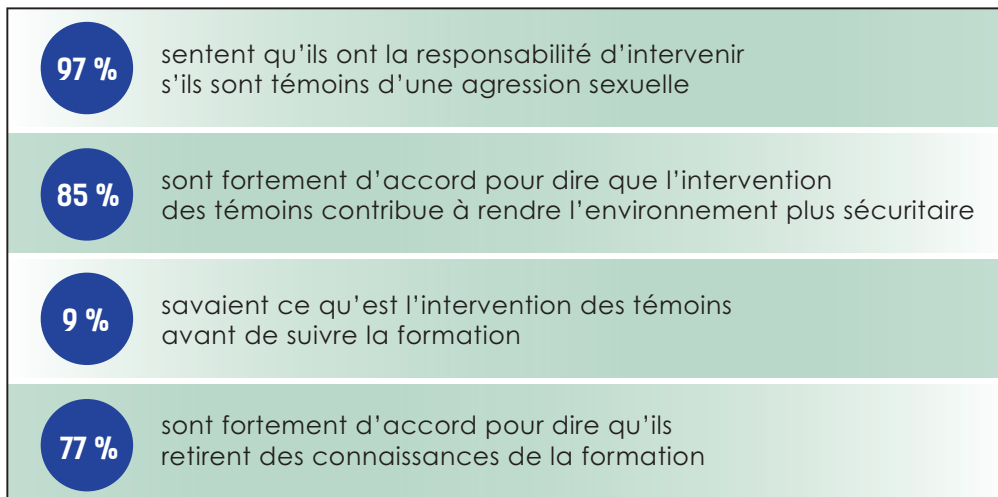 97 %
sentent qu’ils ont la responsabilité d’intervenir
s’ils sont témoins d’une agression sexuelle
85 %
sont fortement d’accord pour dire que l’intervention
des témoins contribue à rendre l’environnement plus sécuritaire
9 %
savaient ce qu’est l’intervention des témoins
avant de suivre la formation
77 %
sont fortement d’accord pour dire qu’ils
retirent des connaissances de la formation